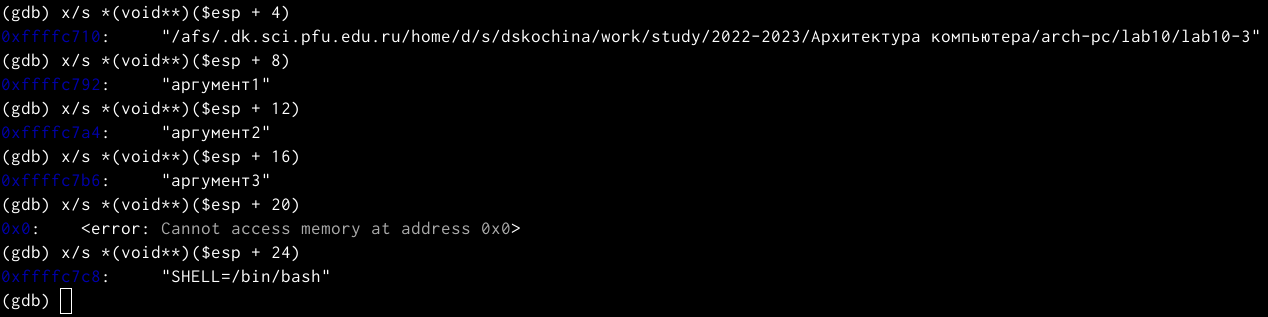 (gdb) x/s *(void**)($esp + 4)
0xffffc710: "/afs/.dk.sci.pfu.edu.ru/home/d/s/dskochina/work/study/2022-2023/Архитектура компьютера/arch-pc/lab10/lab10-3"
(gdb) x/s *(void**)($esp + 8)
0xffffc792: "аргумент1"
(gdb) x/s *(void**)($esp + 12)
0xffffc7a4: "аргумент2"
(gdb) x/s *(void**)($esp + 16)
0xffffc7b6: "аргумент3"
(gdb) x/s *(void**)($esp + 20)
0x0: <error: Cannot access memory at address 0x0>
(gdb) x/s *(void**)($esp + 24)
0xffffc7c8: "SHELL=/bin/bash"
(gdb)